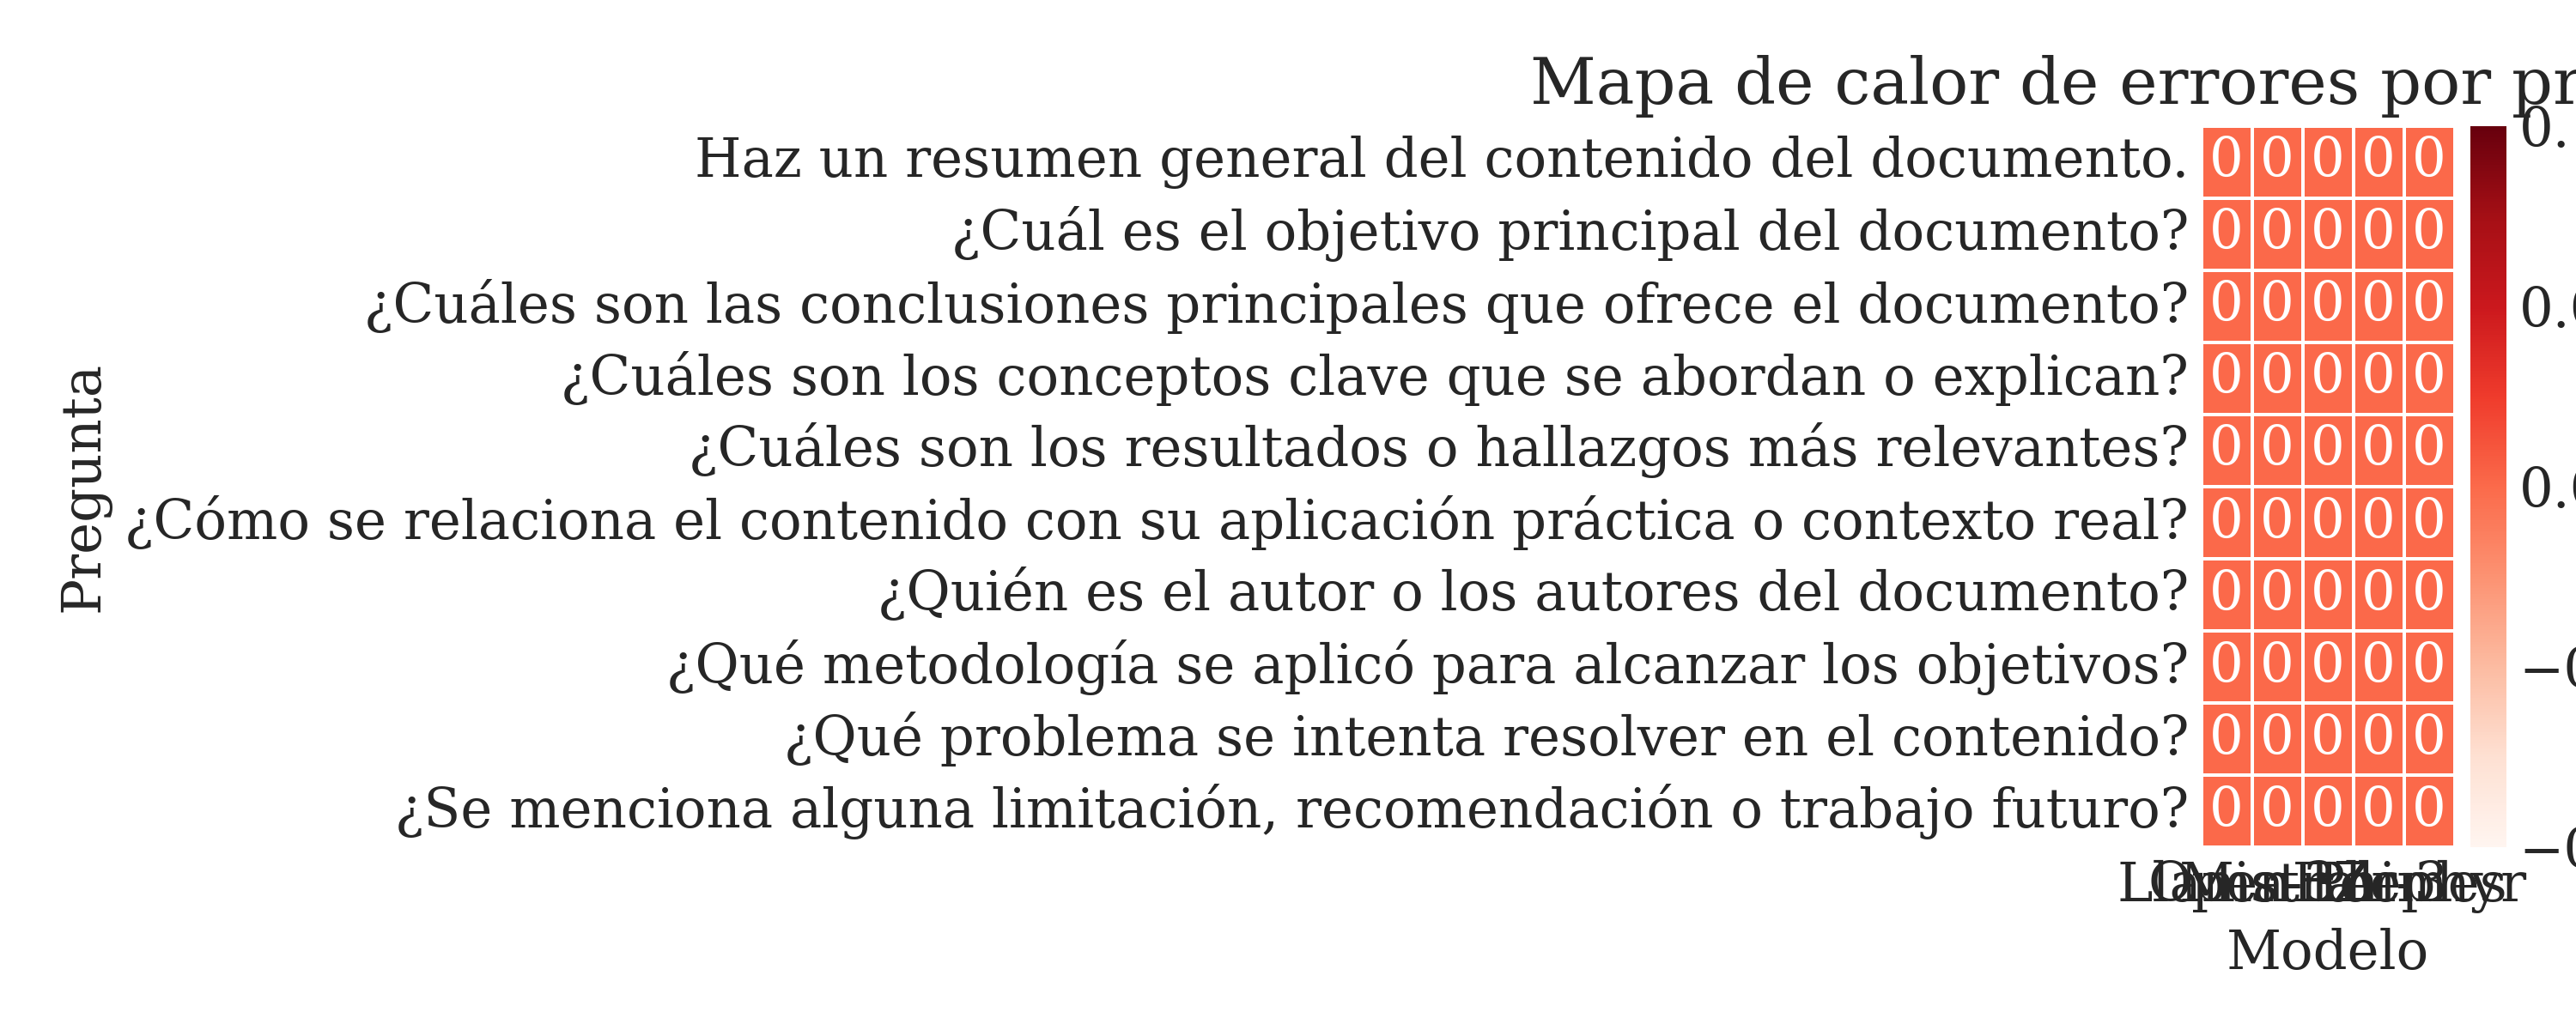 Mapa de calor de errores por pr
Haz un resumen general del contenido del documento. 0 0 0 0 0
¿Cuál es el objetivo principal del documento? 0 0 0 0 0
¿Cuáles son las conclusiones principales que ofrece el documento? 0 0 0 0 0
¿Cuáles son los conceptos clave que se abordan o explican? 0 0 0 0 0
¿Cuáles son los resultados o hallazgos más relevantes? 0 0 0 0 0
¿Cómo se relaciona el contenido con su aplicación práctica o contexto real? 0 0 0 0 0
¿Quién es el autor o los autores del documento? 0 0 0 0 0
¿Qué metodología se aplicó para alcanzar los objetivos? 0 0 0 0 0
¿Qué problema se intenta resolver en el contenido? 0 0 0 0 0
¿Se menciona alguna limitación, recomendación o trabajo futuro? 0 0 0 0 0
Pregunta
Modelo
0.
0.0
0.0
−0
−0